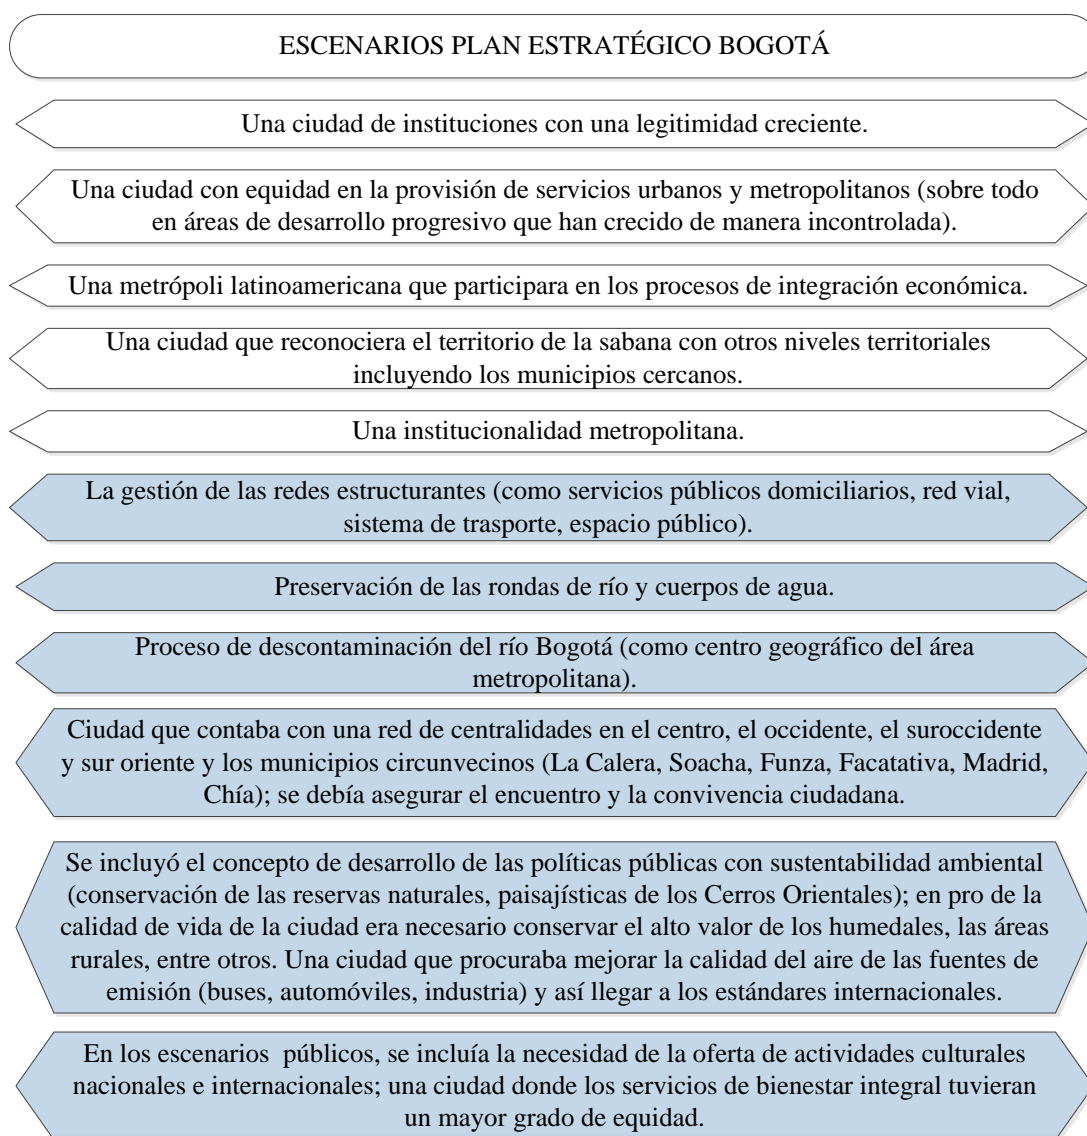 ESCENARIOS PLAN ESTRATÉGICO BOGOTÁ
Una ciudad de instituciones con una legitimidad creciente.
Una ciudad con equidad en la provisión de servicios urbanos y metropolitanos (sobre todo
en áreas de desarrollo progresivo que han crecido de manera incontrolada).
Una metrópoli latinoamericana que participara en los procesos de integración económica.
Una ciudad que reconociera el territorio de la sabana con otros niveles territoriales
incluyendo los municipios cercanos.
Una institucionalidad metropolitana.
La gestión de las redes estructurantes (como servicios públicos domiciliarios, red vial,
sistema de trasporte, espacio público).
Preservación de las rondas de río y cuerpos de agua.
Proceso de descontaminación del río Bogotá (como centro geográfico del área
metropolitana).
Ciudad que contaba con una red de centralidades en el centro, el occidente, el suroccidente
y sur oriente y los municipios circunvecinos (La Calera, Soacha, Funza, Facatativa, Madrid,
Chía); se debía asegurar el encuentro y la convivencia ciudadana.
Se incluyó el concepto de desarrollo de las políticas públicas con sustentabilidad ambiental
(conservación de las reservas naturales, paisajísticas de los Cerros Orientales); en pro de la
calidad de vida de la ciudad era necesario conservar el alto valor de los humedales, las áreas
rurales, entre otros. Una ciudad que procuraba mejorar la calidad del aire de las fuentes de
emisión (buses, automóviles, industria) y así llegar a los estándares internacionales.
En los escenarios  públicos, se incluía la necesidad de la oferta de actividades culturales
nacionales e internacionales; una ciudad donde los servicios de bienestar integral tuvieran
un mayor grado de equidad.